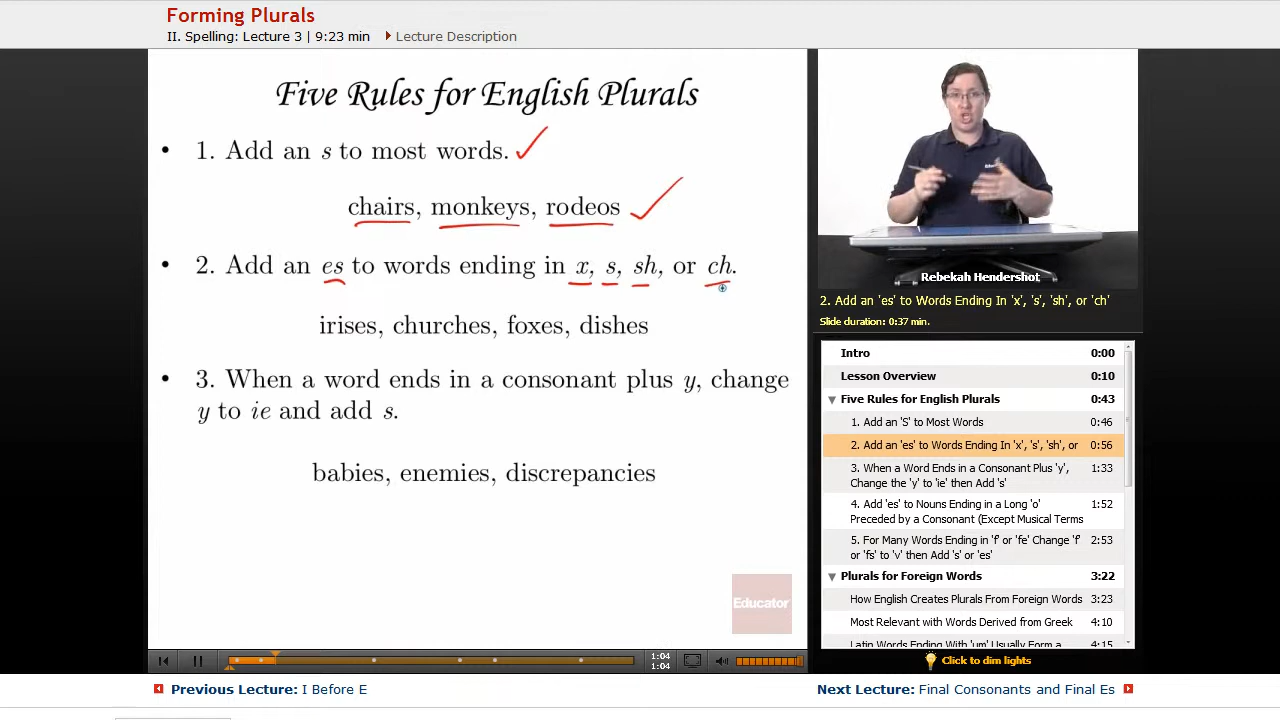 Forming Plurals
II. Spelling: Lecture 3 | 9:23 min
Lecture Description
Five Rules for English Plurals
• 1. Add an s to most words.
chairs, monkeys, rodeos
• 2. Add an es to words ending in x, s, sh, or ch.
irises, churches, foxes, dishes
• 3. When a word ends in a consonant plus y, change
y to ie and add s.
babies, enemies, discrepancies
Educator
Rebekah Hendershot
2. Add an 'es' to Words Ending In 'x', 's', 'sh', or 'ch'
Slide duration: 0:37 min.
Intro 0:00
Lesson Overview 0:10
Five Rules for English Plurals 0:43
1. Add an 'S' to Most Words 0:46
2. Add an 'es' to Words Ending In 'x', 's', 'sh', or 0:56
3. When a Word Ends in a Consonant Plus 'y', 1:33
Change the 'y' to 'ie' then Add 's'
4. Add 'es' to Nouns Ending in a Long 'o' 1:52
Preceded by a Consonant (Except Musical Terms
5. For Many Words Ending in 'f' or 'fe' Change 'f' 2:53
or 'fs' to 'v' then Add 's' or 'es'
Plurals for Foreign Words 3:22
How English Creates Plurals From Foreign Words 3:23
Most Relevant with Words Derived from Greek 4:10
Latin Words Ending With 'um' Usually Form a 4:15
1:04
1:04
Click to dim lights
Previous Lecture: I Before E
Next Lecture: Final Consonants and Final Es